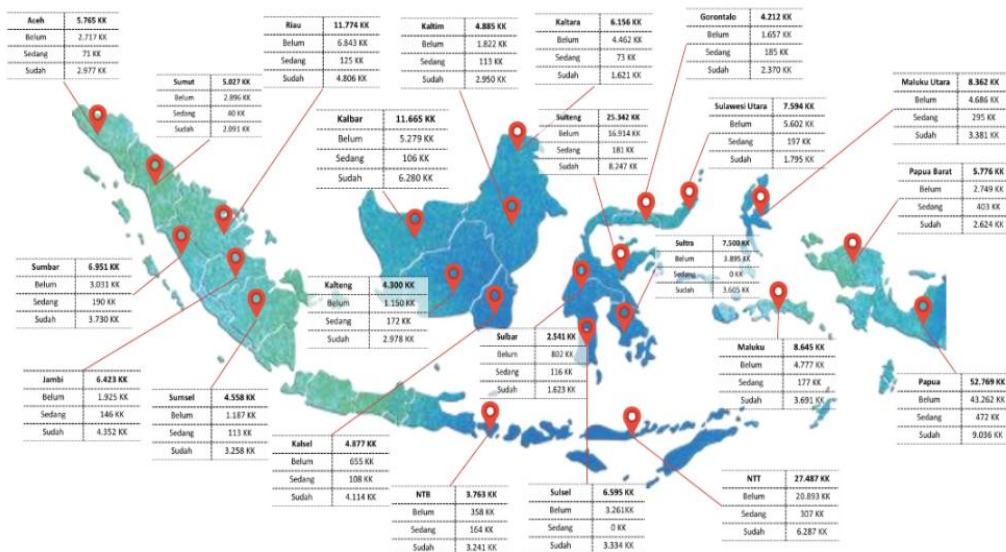 Aceh 5.765 KK
Belum 2.717 KK
Sedang 71 KK
Sudah 2.977 KK
Sumut 5.027 KK
Belum 2.896 KK
Sedang 40 KK
Sudah 2.091 KK
Riau 11.774 KK
Belum 6.843 KK
Sedang 125 KK
Sudah 4.806 KK
Kaltim 4.885 KK
Belum 1.822 KK
Sedang 113 KK
Sudah 2.950 KK
Kaltara 6.156 KK
Belum 4.462 KK
Sedang 73 KK
Sudah 1.621 KK
Gorontalo 4.212 KK
Belum 1.657 KK
Sedang 185 KK
Sudah 2.370 KK
Maluku Utara 8.362 KK
Belum 4.686 KK
Sedang 295 KK
Sudah 3.381 KK
Kalbar 11.665 KK
Belum 5.279 KK
Sedang 106 KK
Sudah 6.280 KK
Sulteng 25.342 KK
Belum 16.914 KK
Sedang 181 KK
Sudah 8.247 KK
Sulawesi Utara 7.594 KK
Belum 5.602 KK
Sedang 197 KK
Sudah 1.795 KK
Papua Barat 5.776 KK
Belum 2.749 KK
Sedang 403 KK
Sudah 2.624 KK
Sumbar 6.951 KK
Belum 3.031 KK
Sedang 190 KK
Sudah 3.730 KK
Kalteng 4.300 KK
Belum 1.150 KK
Sedang 172 KK
Sudah 2.978 KK
Sultra 7.500 KK
Belum 3.895 KK
Sedang 0 KK
Sudah 3.605 KK
Sulbar 2.541 KK
Belum 802 KK
Sedang 116 KK
Sudah 1.623 KK
Maluku 8.645 KK
Belum 4.777 KK
Sedang 177 KK
Sudah 3.691 KK
Jambi 6.423 KK
Belum 1.925 KK
Sedang 146 KK
Sudah 4.352 KK
Sumsel 4.558 KK
Belum 1.187 KK
Sedang 113 KK
Sudah 3.258 KK
Papua 52.769 KK
Belum 43.262 KK
Sedang 472 KK
Sudah 9.036 KK
Kalsel 4.877 KK
Belum 655 KK
Sedang 108 KK
Sudah 4.114 KK
NTB 3.763 KK
Belum 358 KK
Sedang 164 KK
Sudah 3.241 KK
Sulsel 6.595 KK
Belum 3.261KK
Sedang 0 KK
Sudah 3.334 KK
NTT 27.487 KK
Belum 20.893 KK
Sedang 307 KK
Sudah 6.287 KK